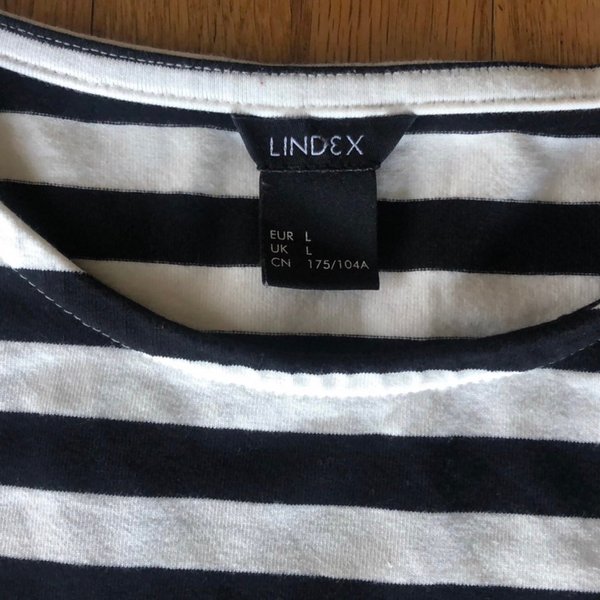 LINDEX
EUR L
UK L
CN 175/104A